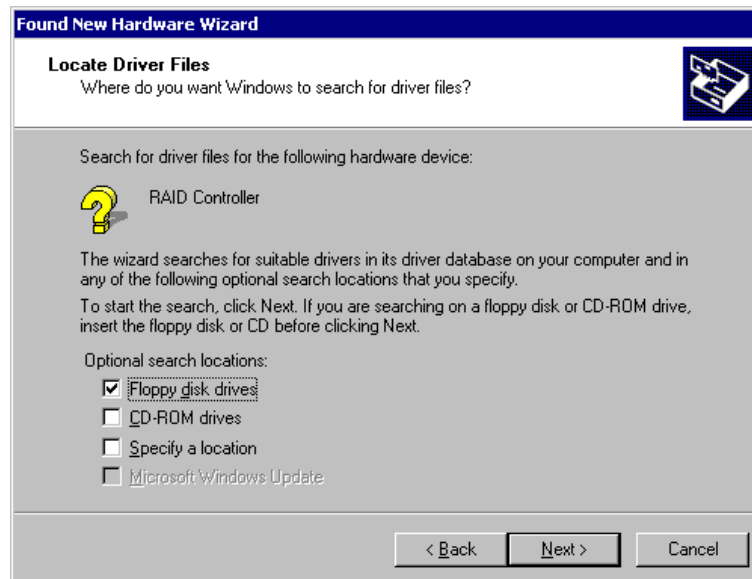 Found New Hardware Wizard
Locate Driver Files
Where do you want Windows to search for driver files?
Search for driver files for the following hardware device:
RAID Controller
The wizard searches for suitable drivers in its driver database on your computer and in
any of the following optional search locations that you specify.
To start the search, click Next. If you are searching on a floppy disk or CD-ROM drive,
insert the floppy disk or CD before clicking Next.
Optional search locations:
Floppy disk drives
CD-ROM drives
Specify a location
Microsoft Windows Update
< Back Next > Cancel